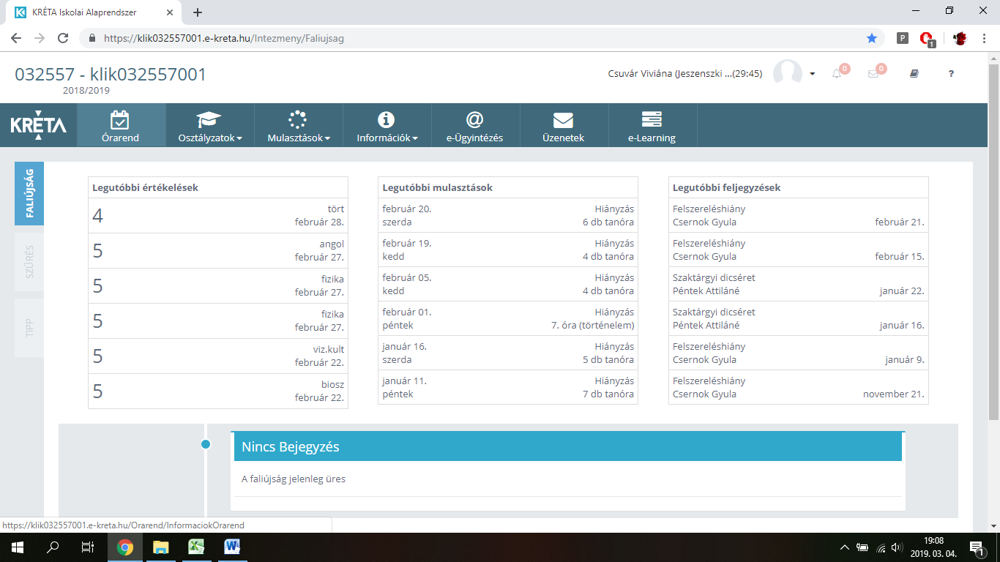 KRÉTA Iskolai Alaprendszer
https://klik032557001.e-kreta.hu/Intezmeny/Faliujsag
P
1
032557 - klik032557001
2018/2019
Csuvár Viviána (Jeszenszki ...(29:45)
0
0
?
KRÉTA
Órarend
Osztályzatok
Mulasztások
Információk
e-Ügyintézés
Üzenetek
e-Learning
FALIÚJSÁG
SZŰRÉS
TIPP
Legutóbbi értékelések
4 tört
február 28.
5 angol
február 27.
5 fizika
február 27.
5 fizika
február 27.
5 viz.kult
február 22.
5 biosz
február 22.
Legutóbbi mulasztások
február 20. Hiányzás
szerda 6 db tanóra
február 19. Hiányzás
kedd 4 db tanóra
február 05. Hiányzás
kedd 4 db tanóra
február 01. Hiányzás
péntek 7. óra (történelem)
január 16. Hiányzás
szerda 5 db tanóra
január 11. Hiányzás
péntek 7 db tanóra
Legutóbbi feljegyzések
Felszereléshiány
Csernok Gyula február 21.
Felszereléshiány
Csernok Gyula február 15.
Szaktárgyi dicséret
Péntek Attiláné január 22.
Szaktárgyi dicséret
Péntek Attiláné január 16.
Felszereléshiány
Csernok Gyula január 9.
Felszereléshiány
Csernok Gyula november 21.
Nincs Bejegyzés
A faliújság jelenleg üres
https://klik032557001.e-kreta.hu/Orarend/InformaciokOrarend
19:08
2019. 03. 04.
1